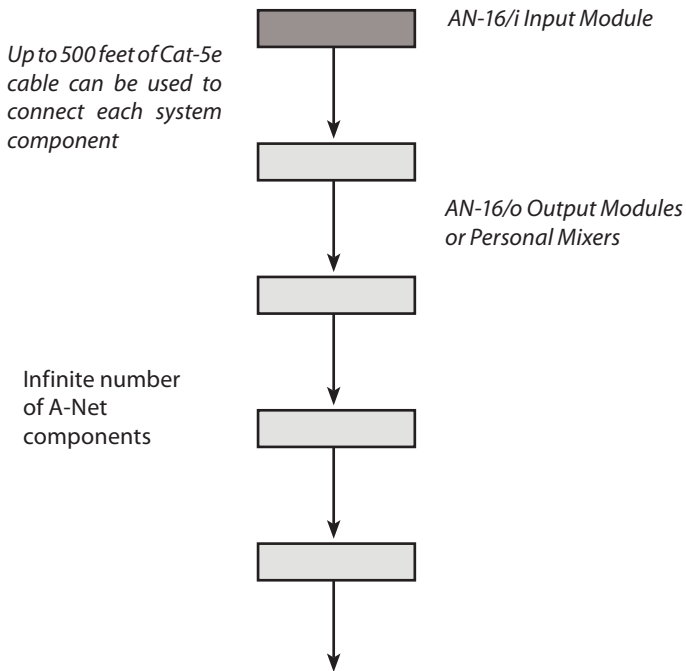 AN-16/i Input Module
Up to 500 feet of Cat-5e
cable can be used to
connect each system
component
AN-16/o Output Modules
or Personal Mixers
Infinite number
of A-Net
components